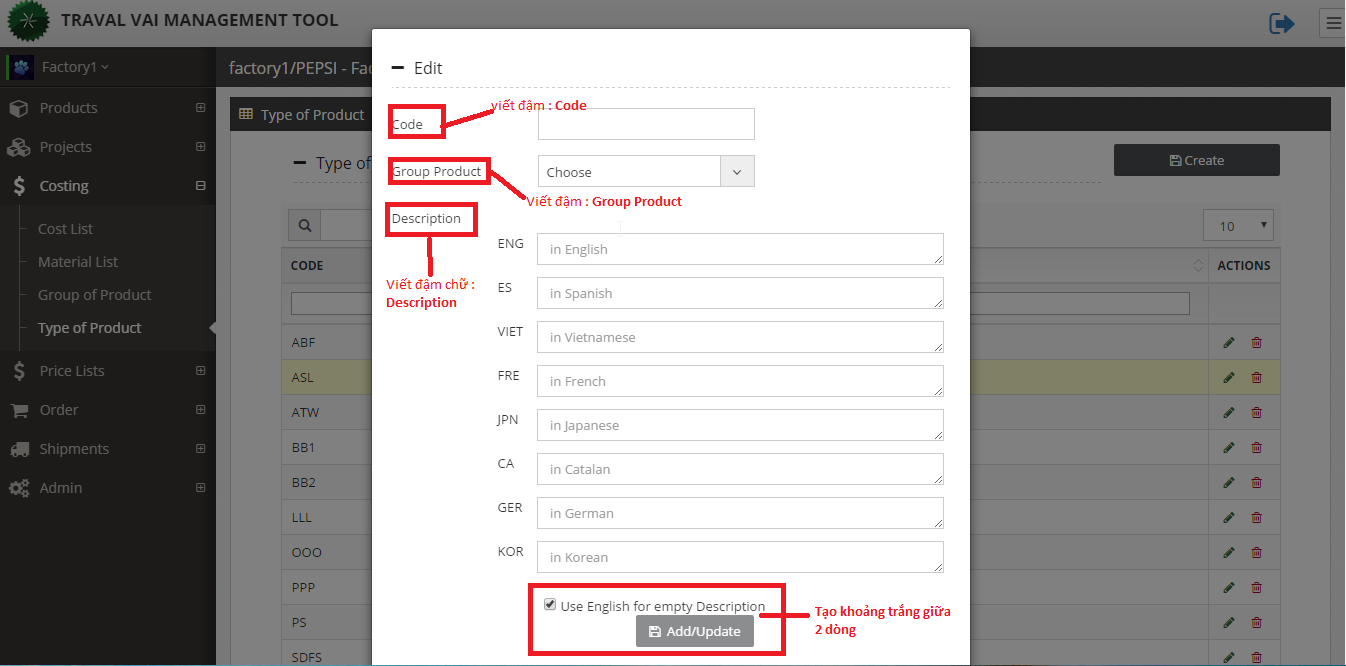 TRAVAL VAI MANAGEMENT TOOL
Factory1
factory1/PEPSI - Fac
Products
Projects
Costing
Cost List
Material List
Group of Product
Type of Product
Price Lists
Order
Shipments
Admin
Type of Product
Type of
Create
10
CODE
ACTIONS
ABF
ASL
ATW
BB1
BB2
LLL
OOO
PPP
PS
SDFS
Edit
viết đậm : Code
Code
Group Product
Choose
Viết đậm : Group Product
Description
Viết đậm chữ :
Description
ENG in English
ES in Spanish
VIET in Vietnamese
FRE in French
JPN in Japanese
CA in Catalan
GER in German
KOR in Korean
Use English for empty Description
Add/Update
Tạo khoảng trắng giữa
2 dòng